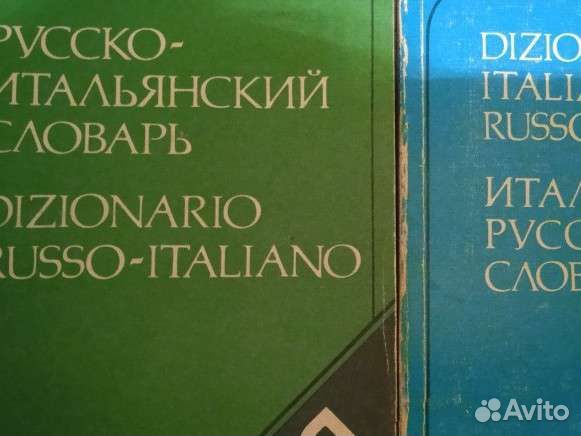 РУССКО-
ИТАЛЬЯНСКИЙ
СЛОВАРЬ
DIZIONARIO
RUSSO-ITALIANO
DIZIO
ITALIA
RUSSO
ИТАЛ
РУСС
СЛОВ
Avito